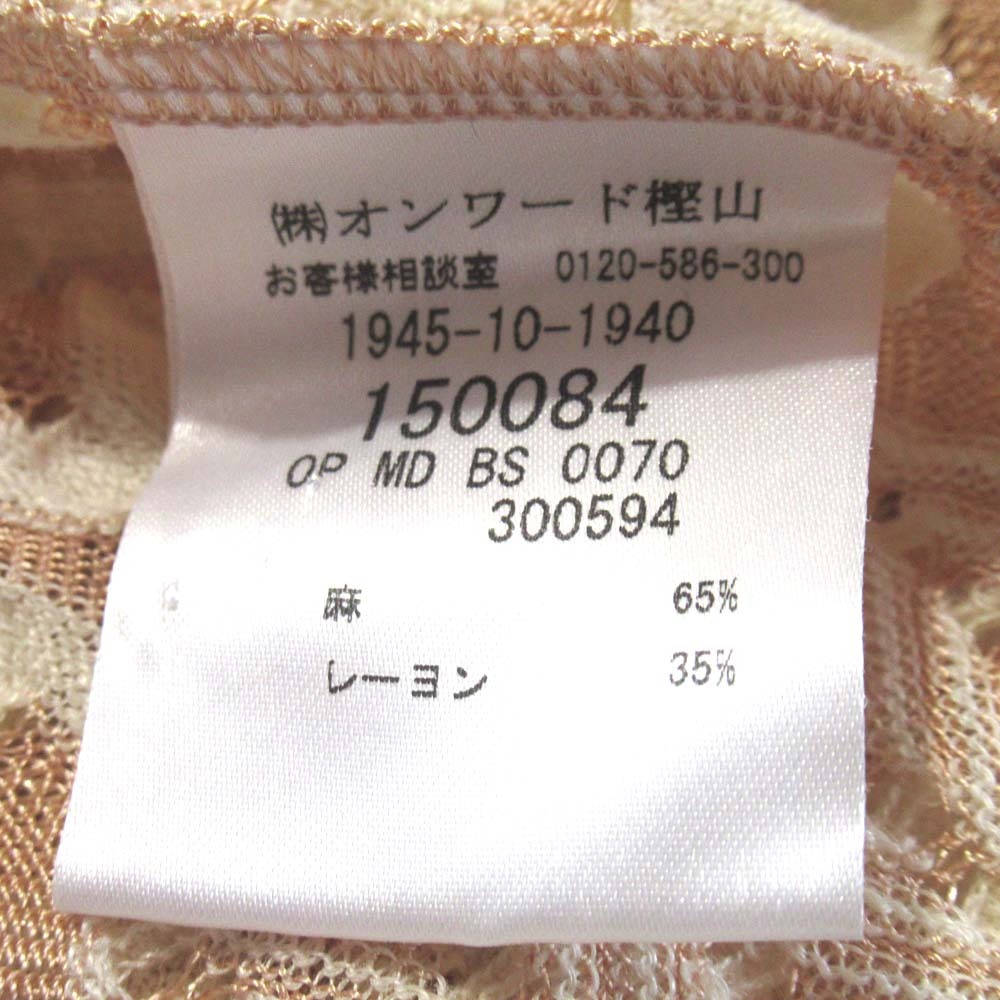 ㈱オンワード樫山
お客様相談室 0120-586-300
1945-10-1940
150084
OP MD BS 0070
300594
麻 65%
レーヨン 35%